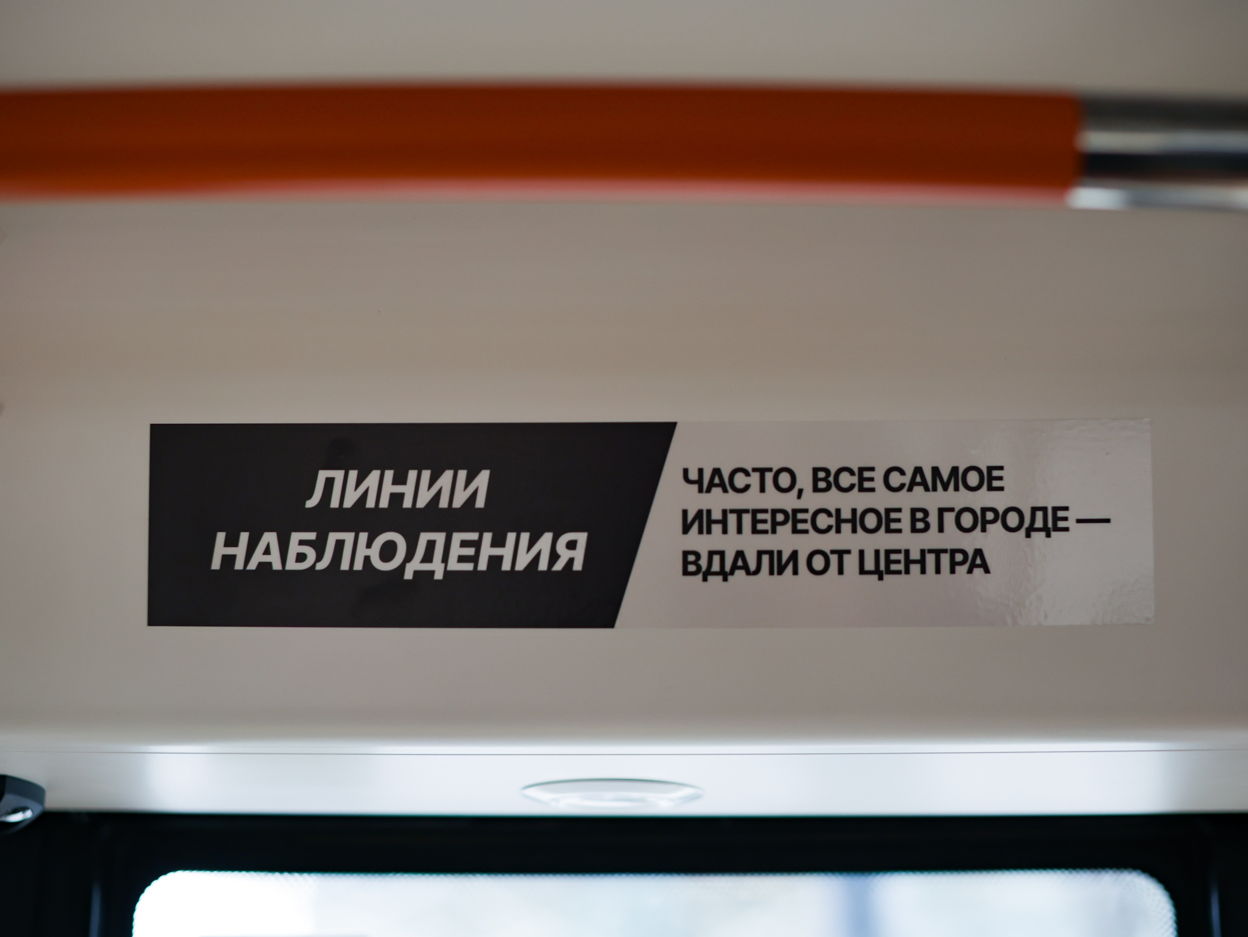 ЛИНИИ
НАБЛЮДЕНИЯ
ЧАСТО, ВСЕ САМОЕ
ИНТЕРЕСНОЕ В ГОРОДЕ —
ВДАЛИ ОТ ЦЕНТРА